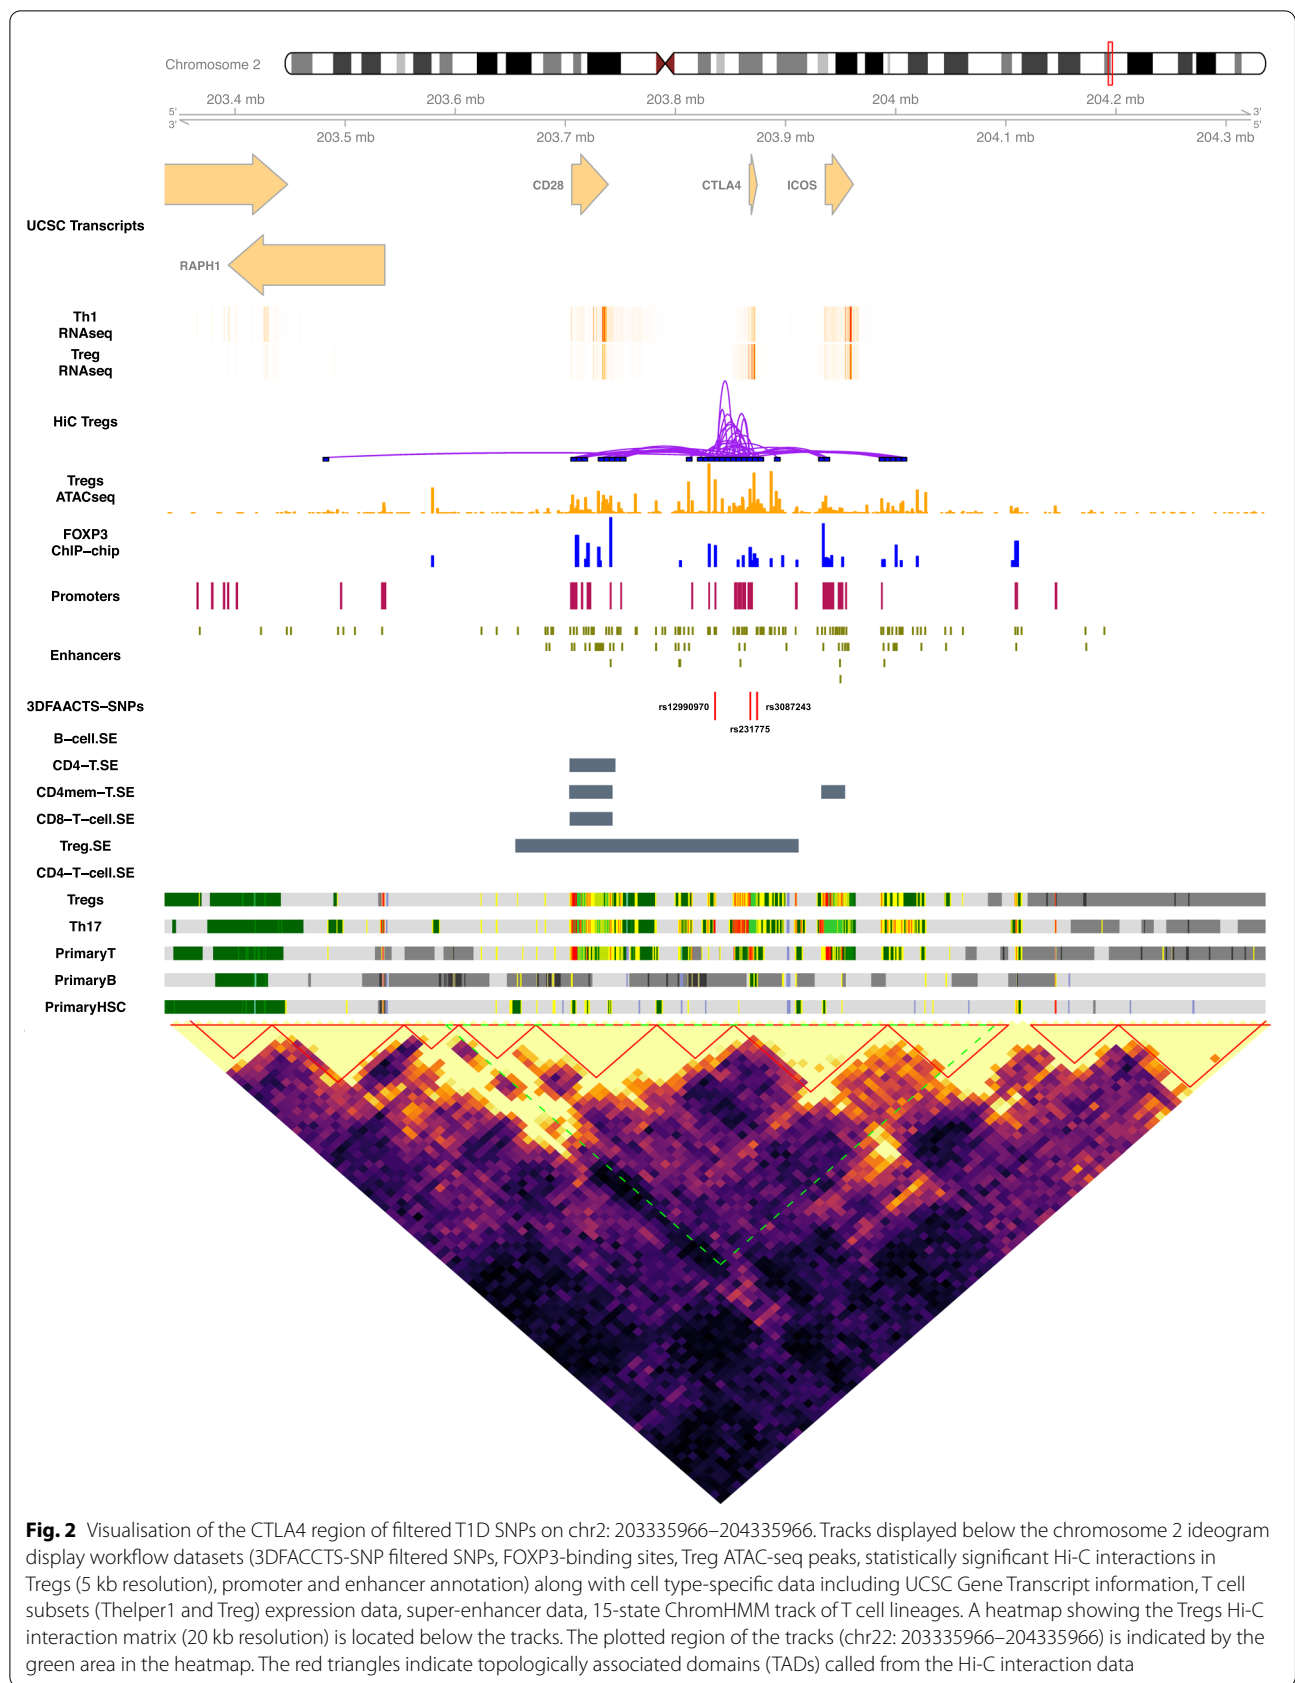 Chromosome 2
203.4 mb 203.6 mb 203.8 mb 204 mb 204.2 mb
5' 3'
3' 5'
203.5 mb 203.7 mb 203.9 mb 204.1 mb 204.3 mb
CD28 CTLA4 ICOS
UCSC Transcripts
RAPH1
Th1
RNAseq
Treg
RNAseq
HiC Tregs
Tregs
ATACseq
FOXP3
ChIP–chip
Promoters
Enhancers
3DFAACTS–SNPs rs12990970 rs3087243
rs231775
B–cell.SE
CD4–T.SE
CD4mem–T.SE
CD8–T–cell.SE
Treg.SE
CD4–T–cell.SE
Tregs
Th17
PrimaryT
PrimaryB
PrimaryHSC
Fig. 2 Visualisation of the CTLA4 region of filtered T1D SNPs on chr2: 203335966–204335966. Tracks displayed below the chromosome 2 ideogram
display workflow datasets (3DFACCTS-SNP filtered SNPs, FOXP3-binding sites, Treg ATAC-seq peaks, statistically significant Hi-C interactions in
Tregs (5 kb resolution), promoter and enhancer annotation) along with cell type-specific data including UCSC Gene Transcript information, T cell
subsets (Thelper1 and Treg) expression data, super-enhancer data, 15-state ChromHMM track of T cell lineages. A heatmap showing the Tregs Hi-C
interaction matrix (20 kb resolution) is located below the tracks. The plotted region of the tracks (chr22: 203335966–204335966) is indicated by the
green area in the heatmap. The red triangles indicate topologically associated domains (TADs) called from the Hi-C interaction data